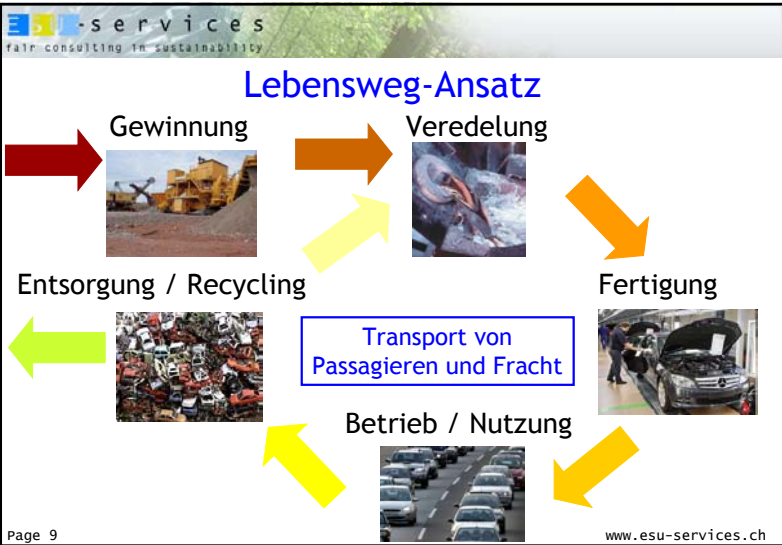 ESU-services
fair consulting in sustainability
Lebensweg-Ansatz
Gewinnung
Veredelung
Entsorgung / Recycling
Fertigung
Transport von
Passagieren und Fracht
Betrieb / Nutzung
Page 9
www.esu-services.ch